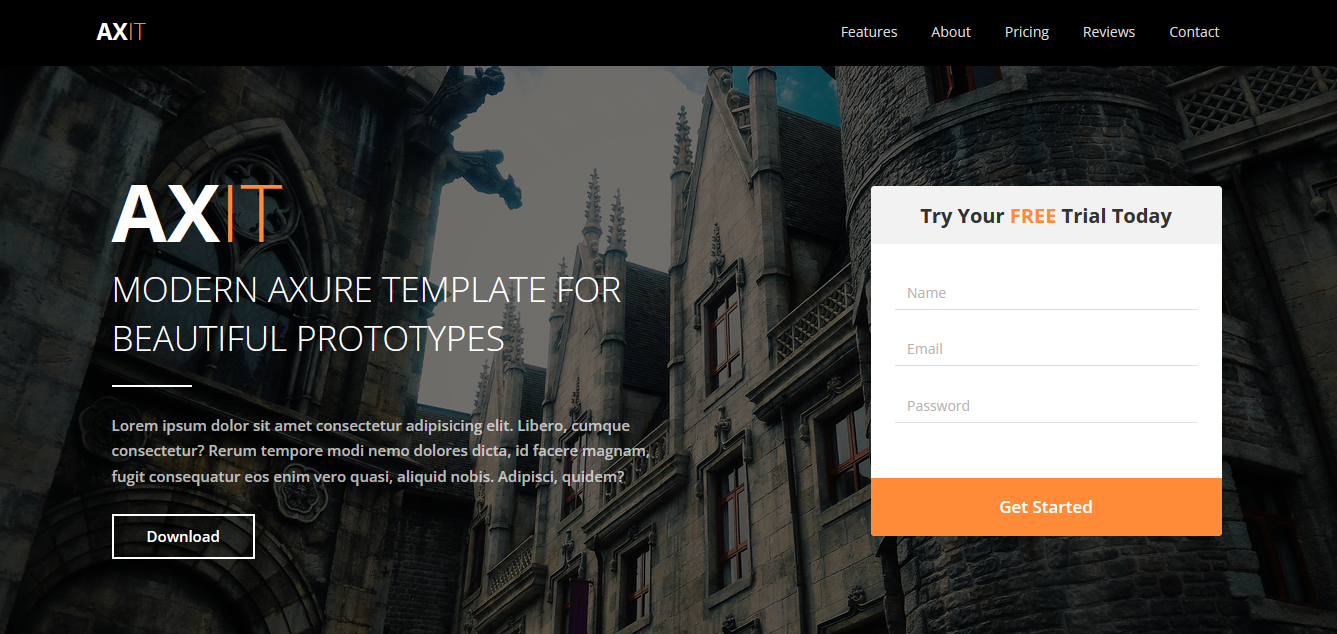 AXIT
Features About Pricing Reviews Contact
AXIT
MODERN AXURE TEMPLATE FOR
BEAUTIFUL PROTOTYPES
Lorem ipsum dolor sit amet consectetur adipisicing elit. Libero, cumque
consectetur? Rerum tempore modi nemo dolores dicta, id facere magnam,
fugit consequatur eos enim vero quasi, aliquid nobis. Adipisci, quidem?
Download
Try Your FREE Trial Today
Name
Email
Password
Get Started